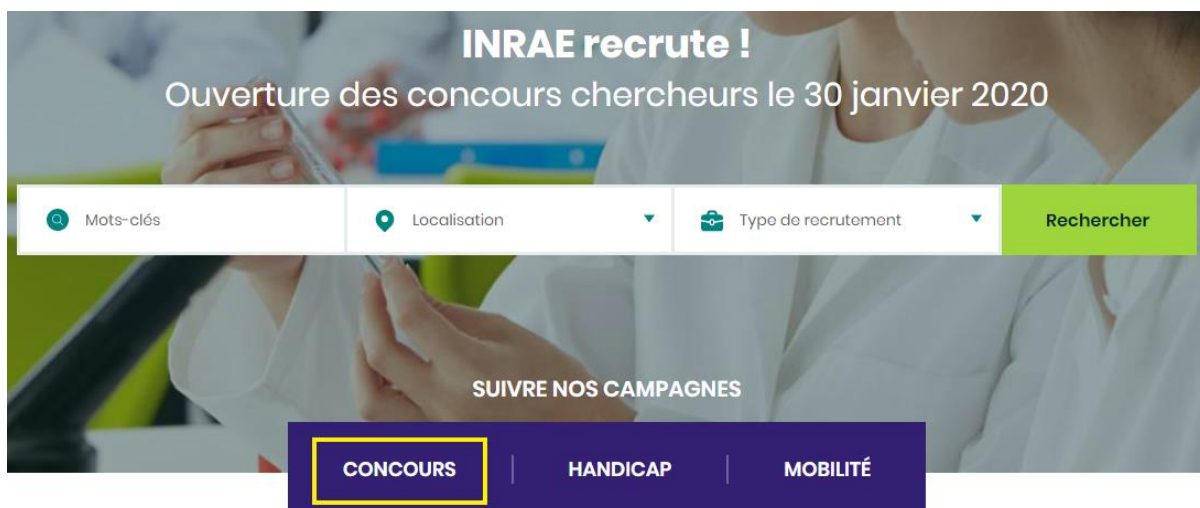 INRAE recrute !
Ouverture des concours chercheurs le 30 janvier 2020
Mots-clés
Localisation
Type de recrutement
Rechercher
SUIVRE NOS CAMPAGNES
CONCOURS
HANDICAP
MOBILITÉ